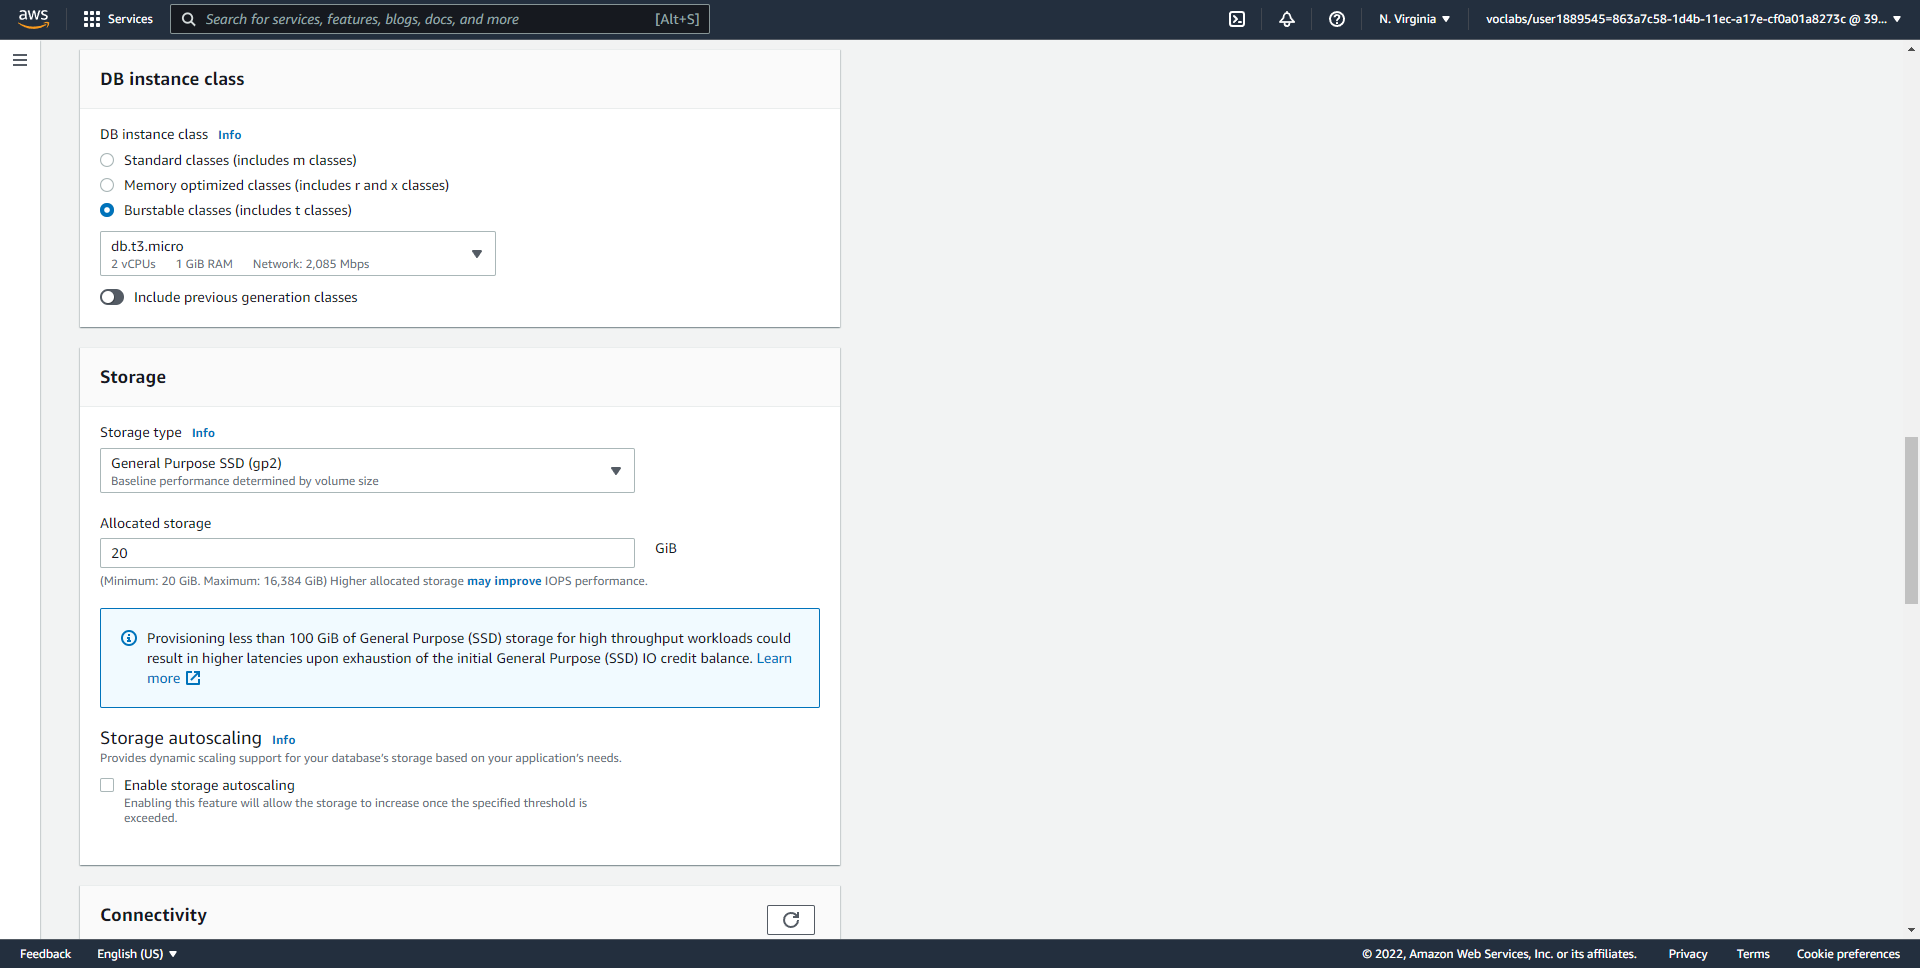 aws
Services
Search for services, features, blogs, docs, and more
[Alt+S]
N. Virginia
voclabs/user1889545=863a7c58-1d4b-11ec-a17e-cf0a01a8273c @ 39...
DB instance class
DB instance class Info
Standard classes (includes m classes)
Memory optimized classes (includes r and x classes)
Burstable classes (includes t classes)
db.t3.micro
2 vCPUs 1 GiB RAM Network: 2,085 Mbps
Include previous generation classes
Storage
Storage type Info
General Purpose SSD (gp2)
Baseline performance determined by volume size
Allocated storage
20
GiB
(Minimum: 20 GiB. Maximum: 16,384 GiB) Higher allocated storage may improve IOPS performance.
Provisioning less than 100 GiB of General Purpose (SSD) storage for high throughput workloads could
result in higher latencies upon exhaustion of the initial General Purpose (SSD) IO credit balance. Learn
more
Storage autoscaling Info
Provides dynamic scaling support for your database's storage based on your application's needs.
Enable storage autoscaling
Enabling this feature will allow the storage to increase once the specified threshold is
exceeded.
Connectivity
Feedback
English (US)
© 2022, Amazon Web Services, Inc. or its affiliates.
Privacy
Terms
Cookie preferences